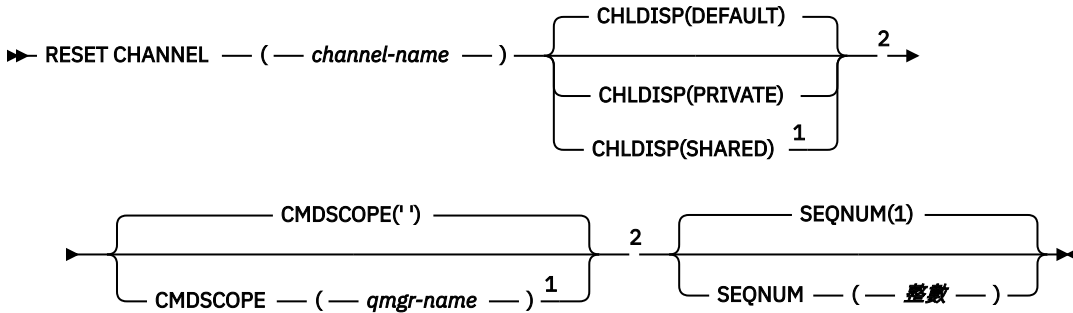 CHLDISP(DEFAULT)
RESET CHANNEL ( channel-name ) 2
CHLDISP(PRIVATE)
CHLDISP(SHARED) 1
CMDSCOPE(' ') SEQNUM(1)
2
CMDSCOPE ( qmgr-name ) 1 SEQNUM ( 整數 )